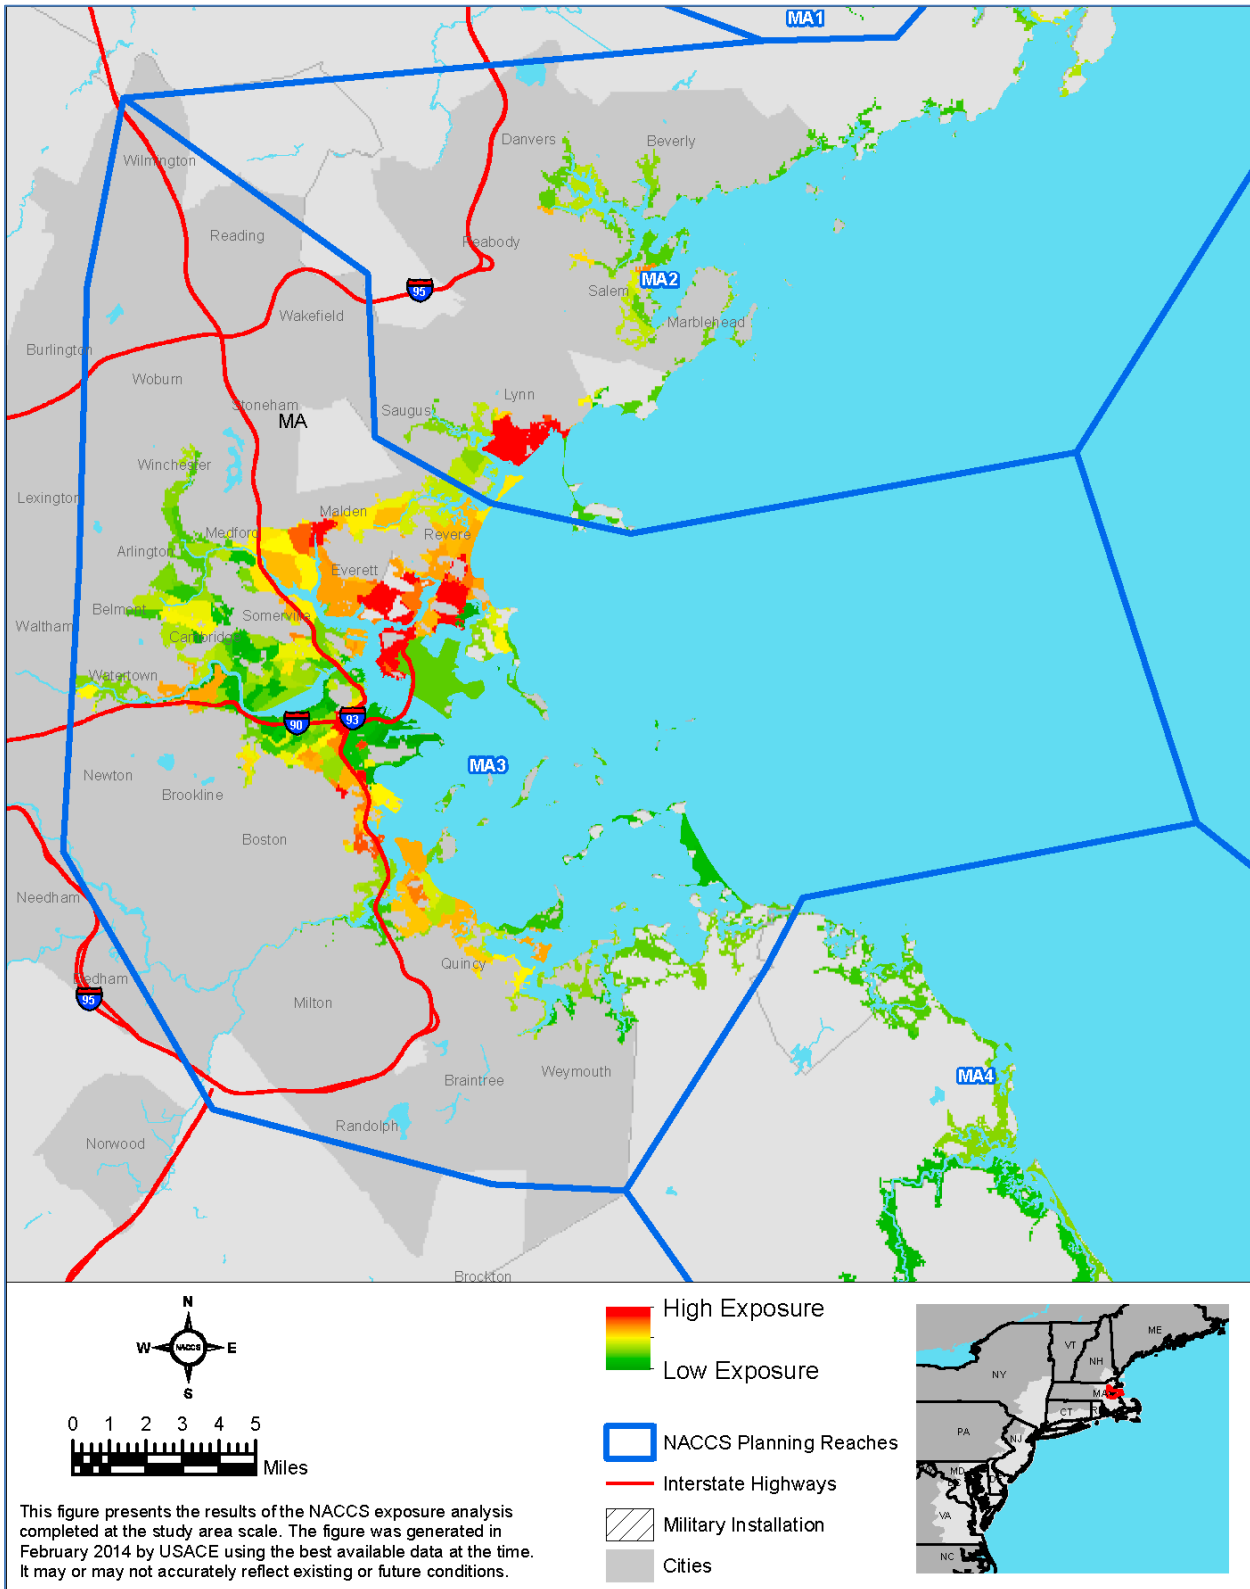 MA1
Danvers
Beverly
Wilmington
Reading
Peabody
95
MA2
Salem
Wakefield
Marblehead
Burlington
Woburn
Stoneham
MA
Saugus
Lynn
Winchester
Lexington
Malden
Medford
Revere
Arlington
Everett
Belmont
Somerville
Waltham
Cambridge
Watertown
90
93
MA3
Newton
Brookline
Boston
Needham
Quincy
Dedham
95
Milton
Weymouth
MA4
Braintree
Randolph
Norwood
Brockton
N
W
NACCS
E
S
0 1 2 3 4 5
Miles
This figure presents the results of the NACCS exposure analysis
completed at the study area scale. The figure was generated in
February 2014 by USACE using the best available data at the time.
It may or may not accurately reflect existing or future conditions.
High Exposure
Low Exposure
NACCS Planning Reaches
Interstate Highways
Military Installation
Cities
ME
VT
NH
NY
MA
CT
PA
NJ
MD
VA
NC